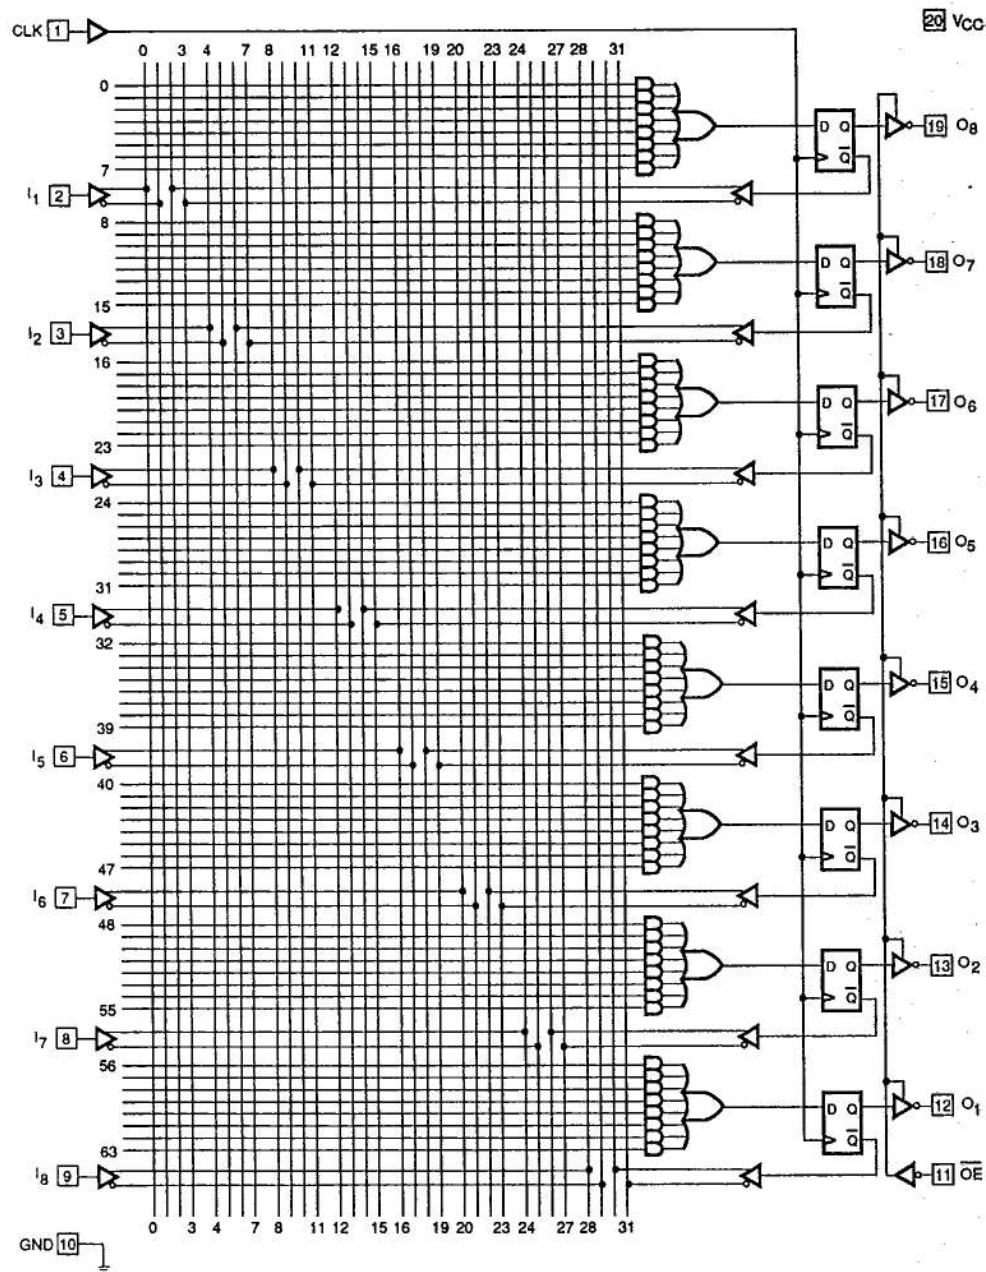 CLK 1 20 VCC
0 3 4 7 8 11 12 15 16 19 20 23 24 27 28 31
0
D Q 19 O8
7 Q
I1 2
8
D Q 18 O7
15 Q
I2 3
16
D Q 17 O6
23 Q
I3 4
24
D Q 16 O5
31 Q
I4 5
32
D Q 15 O4
39 Q
I5 6
40
D Q 14 O3
47 Q
I6 7
48
D Q 13 O2
55 Q
I7 8
56
D Q 12 O1
63 Q
I8 9 11 OE
0 3 4 7 8 11 12 15 16 19 20 23 24 27 28 31
GND 10